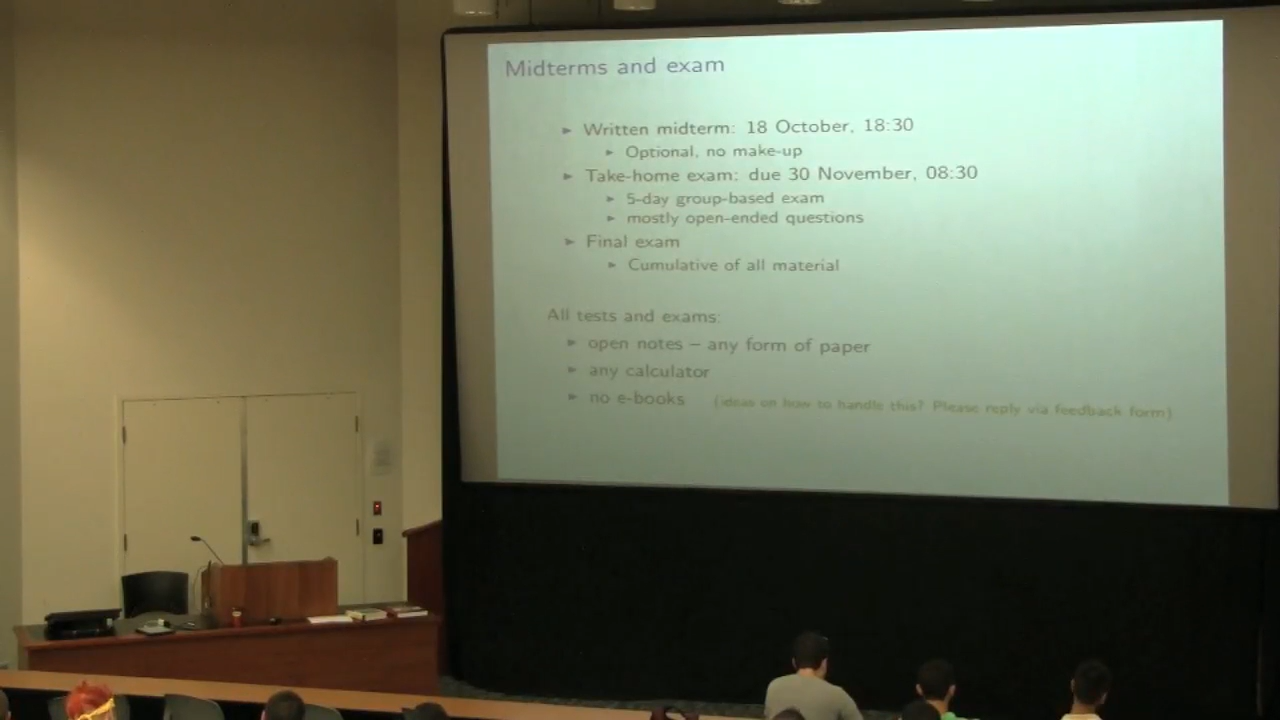 Midterms and exam
► Written midterm: 18 October, 18:30
► Optional, no make-up
► Take-home exam: due 30 November, 08:30
► 5-day group-based exam
► mostly open-ended questions
► Final exam
► Cumulative of all material
All tests and exams:
► open notes – any form of paper
► any calculator
► no e-books (ideas on how to handle this? Please reply via feedback form)